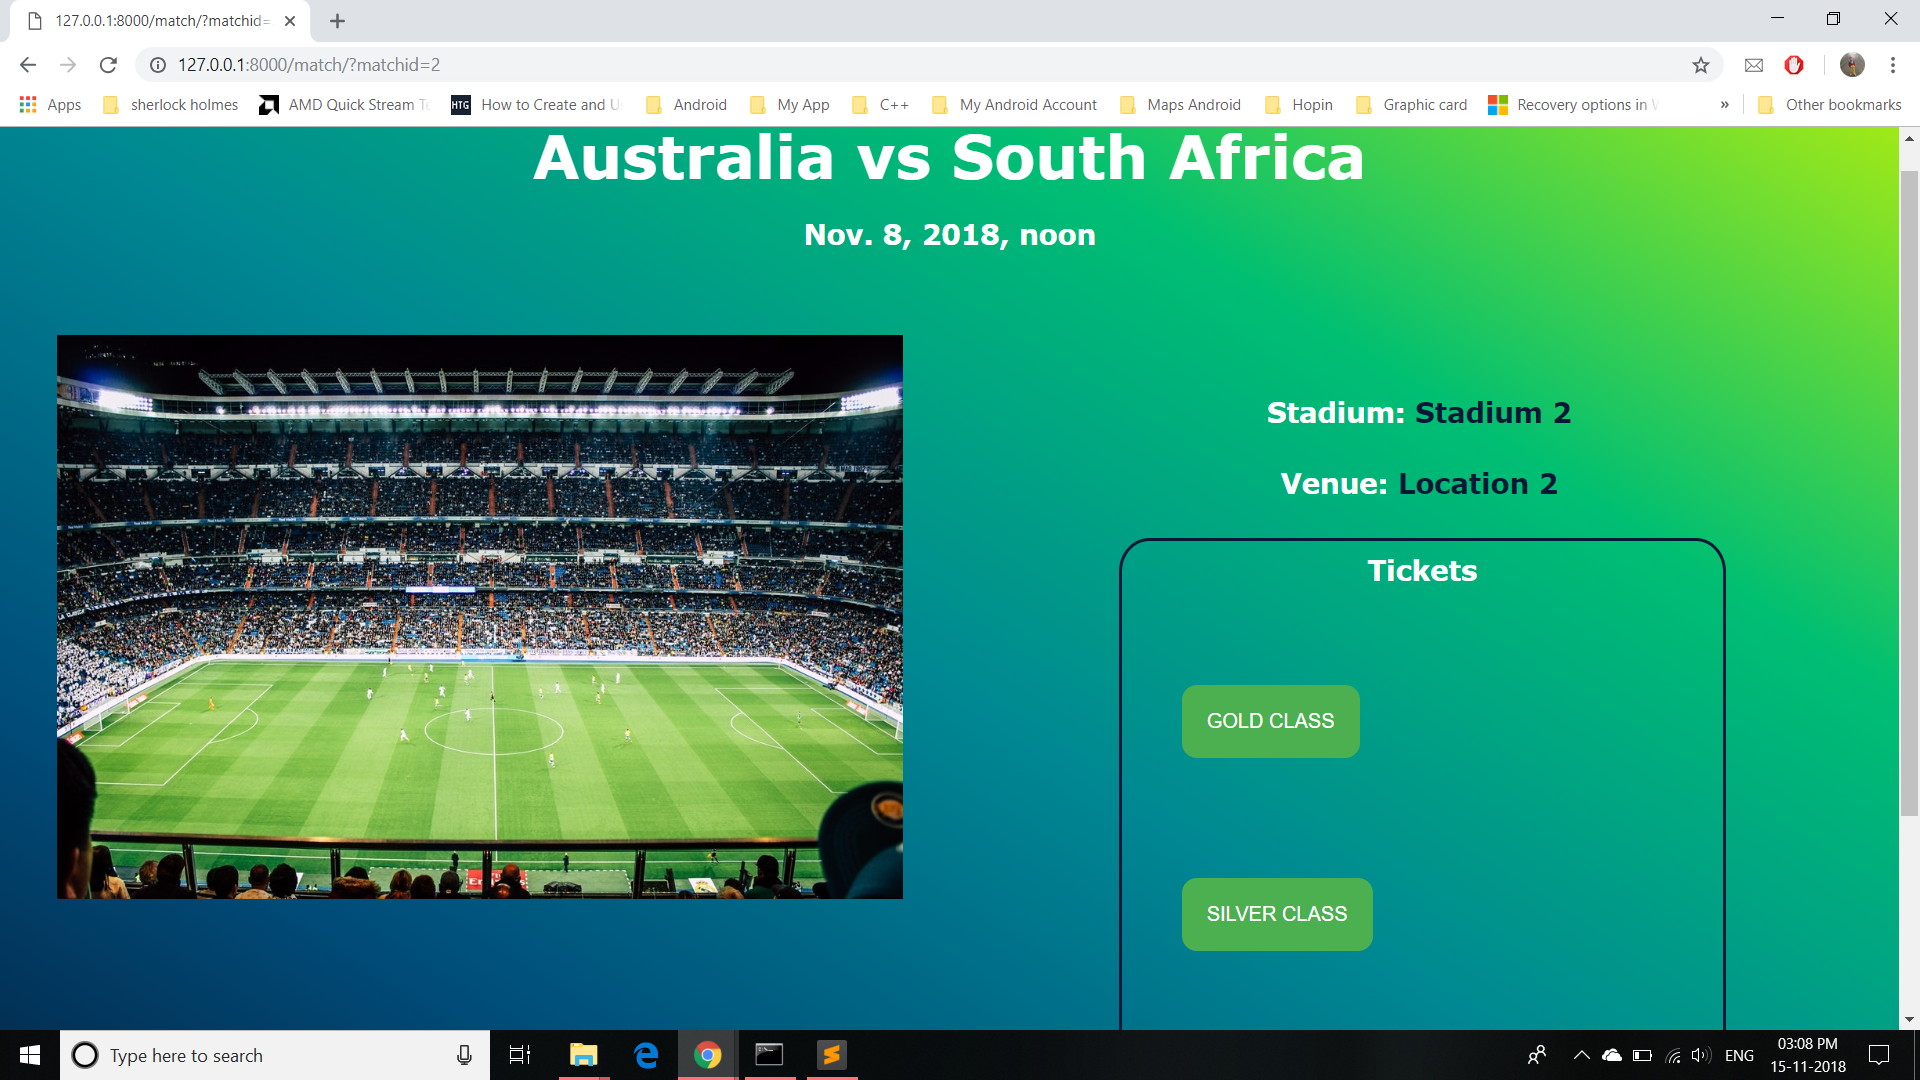 127.0.0.1:8000/match/?matchid=
127.0.0.1:8000/match/?matchid=2
Apps
sherlock holmes
AMD Quick Stream Te
HTG
How to Create and U
Android
My App
C++
My Android Account
Maps Android
Hopin
Graphic card
Recovery options in W
»
Other bookmarks
Australia vs South Africa
Nov. 8, 2018, noon
Stadium: Stadium 2
Venue: Location 2
Tickets
GOLD CLASS
SILVER CLASS
Type here to search
ENG
03:08 PM
15-11-2018